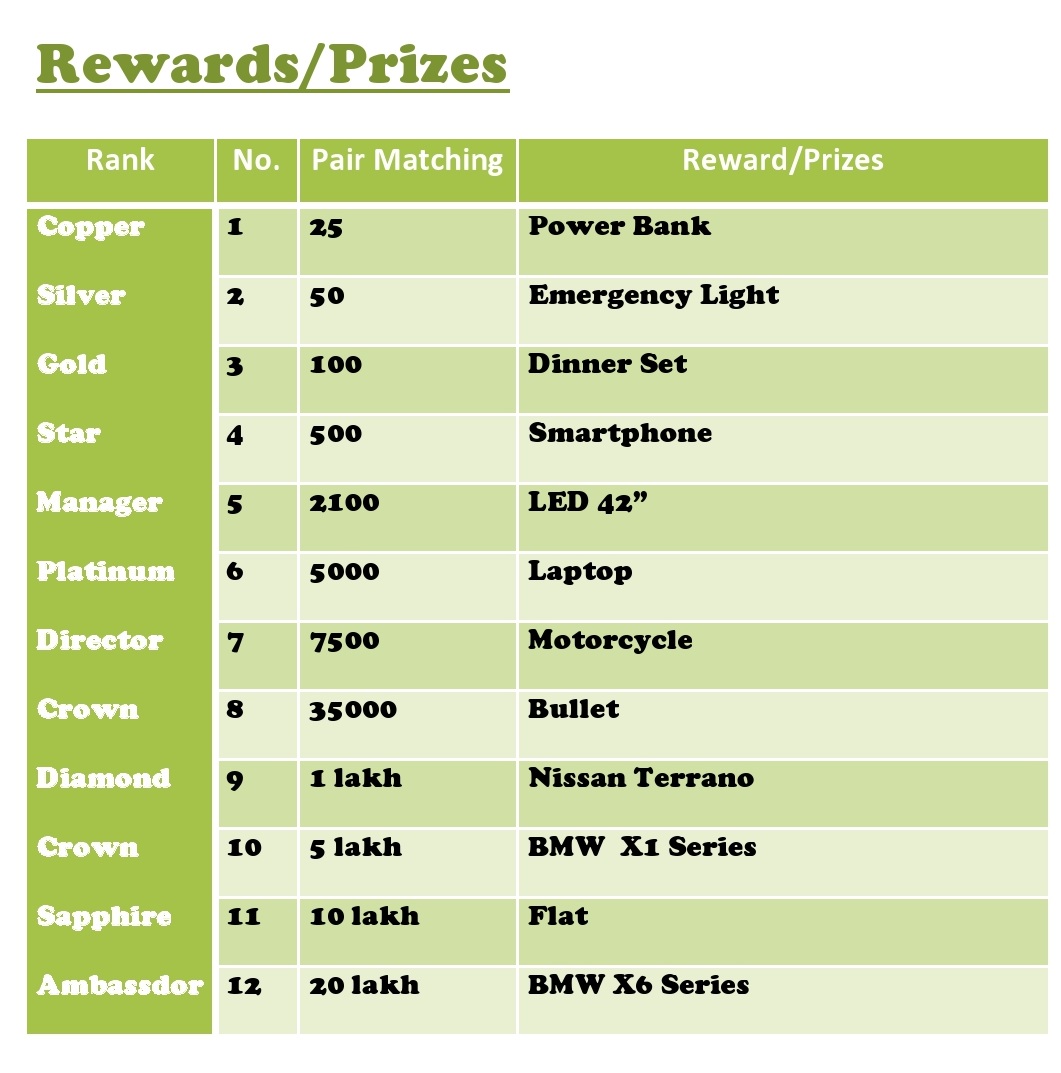 Rewards/Prizes
Rank No. Pair Matching Reward/Prizes
Copper 1 25 Power Bank
Silver 2 50 Emergency Light
Gold 3 100 Dinner Set
Star 4 500 Smartphone
Manager 5 2100 LED 42”
Platinum 6 5000 Laptop
Director 7 7500 Motorcycle
Crown 8 35000 Bullet
Diamond 9 1 lakh Nissan Terrano
Crown 10 5 lakh BMW X1 Series
Sapphire 11 10 lakh Flat
Ambassdor 12 20 lakh BMW X6 Series